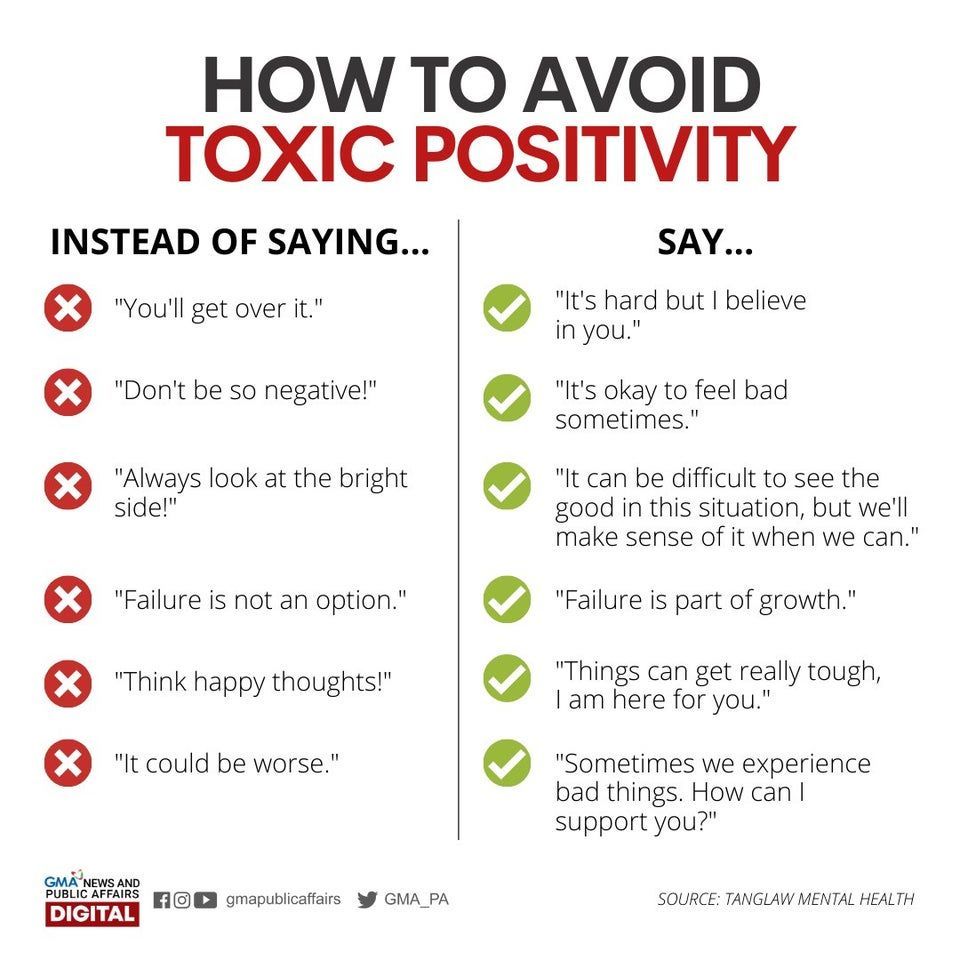 HOW TO AVOID
TOXIC POSITIVITY
INSTEAD OF SAYING...
"You'll get over it."
"Don't be so negative!"
"Always look at the bright
side!"
"Failure is not an option."
"Think happy thoughts!"
"It could be worse."
SAY...
"It's hard but I believe
in you."
"It's okay to feel bad
sometimes."
"It can be difficult to see the
good in this situation, but we'll
make sense of it when we can."
"Failure is part of growth."
"Things can get really tough,
I am here for you."
"Sometimes we experience
bad things. How can I
support you?"
GMA NEWS AND
PUBLIC AFFAIRS
DIGITAL
gmapublicaffairs
GMA_PA
SOURCE: TANGLAW MENTAL HEALTH